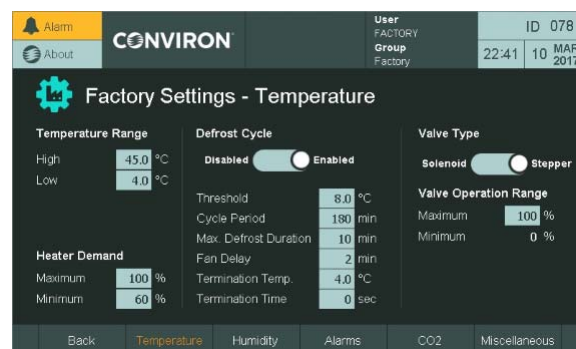 Alarm
About
CONVIRON
User
FACTORY
Group
Factory
ID 078
22:41 10 MAR 2017
Factory Settings - Temperature
Temperature Range
High 45.0 °C
Low 4.0 °C
Heater Demand
Maximum 100 %
Minimum 60 %
Defrost Cycle
Disabled Enabled
Threshold 8.0 °C
Cycle Period 180 min
Max. Defrost Duration 10 min
Fan Delay 2 min
Termination Temp. 4.0 °C
Termination Time 0 sec
Valve Type
Solenoid Stepper
Valve Operation Range
Maximum 100 %
Minimum 0 %
Back Temperature Humidity Alarms CO2 Miscellaneous